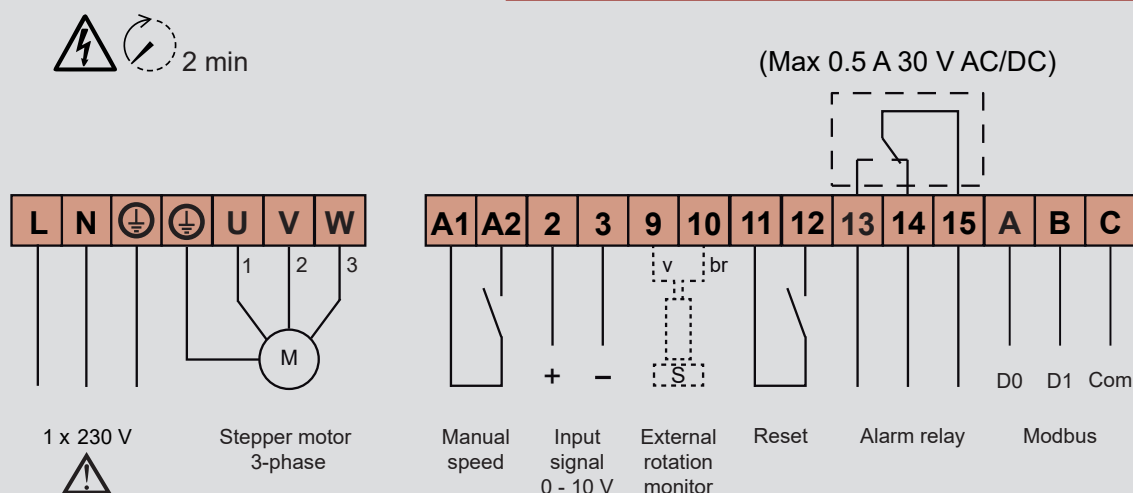 2 min
(Max 0.5 A 30 V AC/DC)
L N U V W A1 A2 2 3 9 10 11 12 13 14 15 A B C
1 2 3 v br
M + – S D0 D1 Com
1 x 230 V Stepper motor Manual Input External Reset Alarm relay Modbus
3-phase speed signal rotation
0 - 10 V monitor